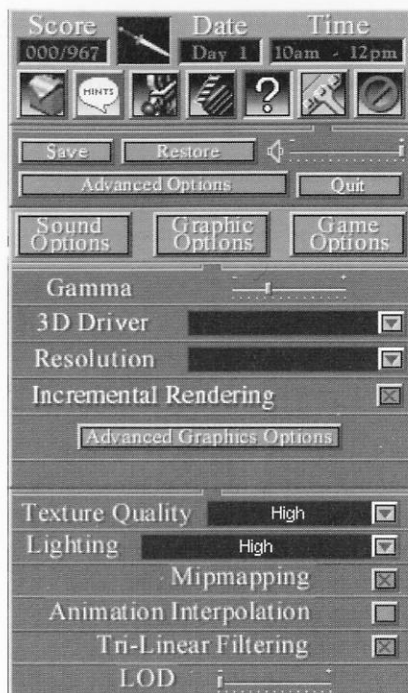 Score Date Time
000/967 Day 1 10am - 12pm
HINTS ?
Save Restore
Advanced Options Quit
Sound Options Graphic Options Game Options
Gamma - +
3D Driver
Resolution
Incremental Rendering
Advanced Graphics Options
Texture Quality High
Lighting High
Mipmapping
Animation Interpolation
Tri-Linear Filtering
LOD - +